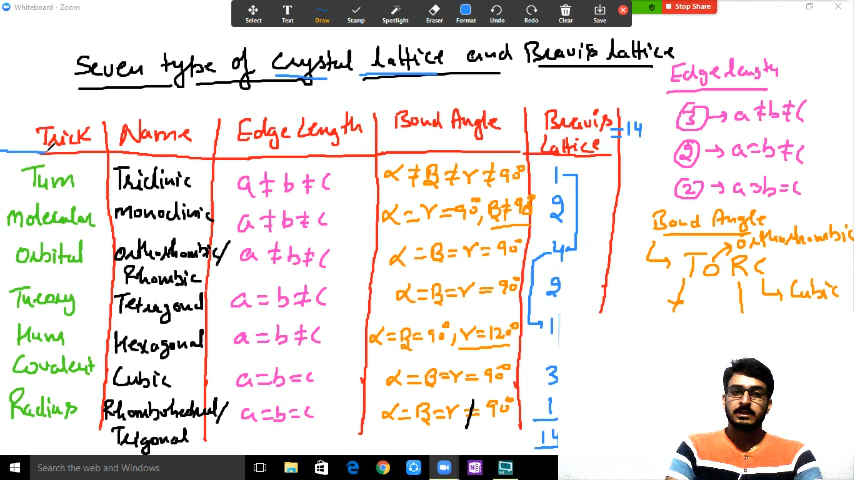 Whiteboard - Zoom
Select Text Draw Stamp Spotlight Eraser Format Undo Redo Clear Save
Stop Share
Seven type of crystal lattice and Bravis lattice
Trick Name Edge Length Bond Angle Bravis lattice = 14
Tum Triclinic a ≠ b ≠ c α ≠ β ≠ γ ≠ 90° 1
molecular monoclinic a ≠ b ≠ c α = γ = 90°, β ≠ 90° 2
Orbital orthorhombic/ a ≠ b ≠ c α = β = γ = 90° 4
Rhombic
Theory Tetragonal a = b ≠ c α = β = γ = 90° 2
Hum Hexagonal a = b ≠ c α = β = 90°, γ = 120° 1
Covalent Cubic a = b = c α = β = γ = 90° 3
Radius Rhombohedral/ a = b = c α = β = γ ≠ 90° 1
Trigonal 14
Edge length
3 → a ≠ b ≠ c
2 → a = b ≠ c
2 → a = b = c
Bond Angle
orthorhombic
T O R C
Cubic
Search the web and Windows